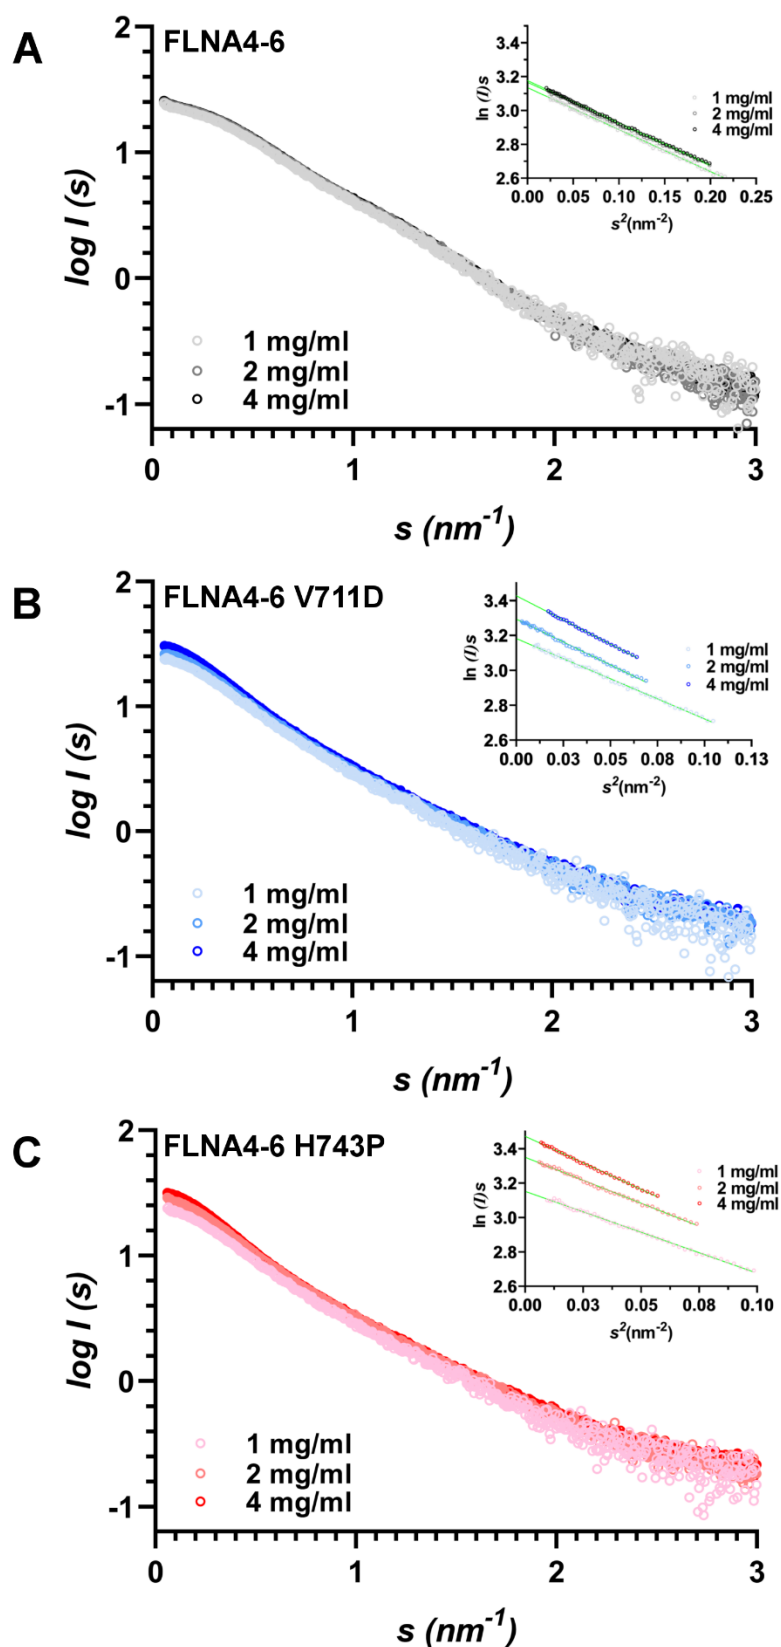 A
FLNA4-6
2
1
0
-1
log I (s)
1 mg/ml
2 mg/ml
4 mg/ml
0
1
2
3
s (nm-1)
3.4
3.2
3.0
2.8
2.6
ln (I)s
1 mg/ml
2 mg/ml
4 mg/ml
0.00 0.05 0.10 0.15 0.20 0.25
s2(nm-2)
B
FLNA4-6 V711D
2
1
0
-1
log I (s)
1 mg/ml
2 mg/ml
4 mg/ml
0
1
2
3
s (nm-1)
3.4
3.2
3.0
2.8
2.6
ln (I)s
1 mg/ml
2 mg/ml
4 mg/ml
0.00 0.03 0.05 0.08 0.10 0.13
s2(nm-2)
C
FLNA4-6 H743P
2
1
0
-1
log I (s)
1 mg/ml
2 mg/ml
4 mg/ml
0
1
2
3
s (nm-1)
3.4
3.2
3.0
2.8
2.6
ln (I)s
1 mg/ml
2 mg/ml
4 mg/ml
0.00 0.03 0.05 0.08 0.10
s2(nm-2)